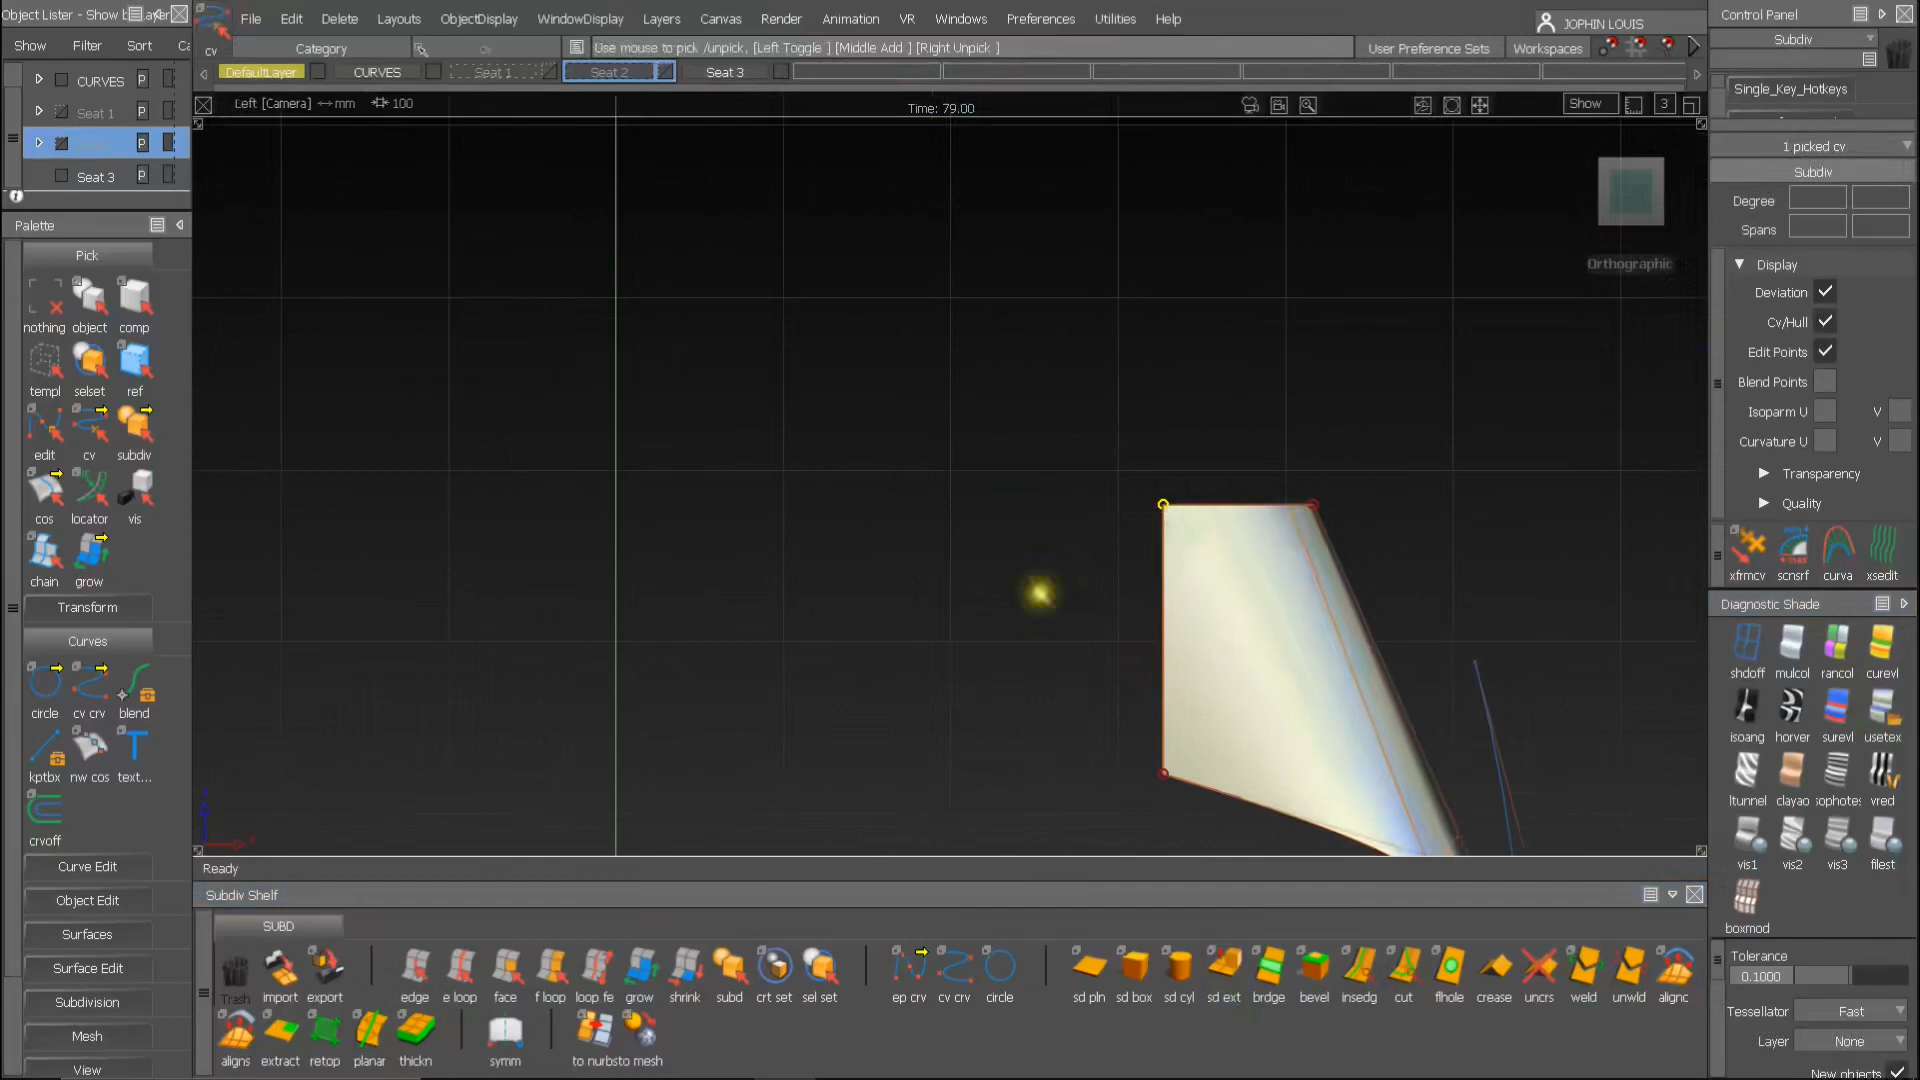 Object Lister - Show by Layer
File Edit Delete Layouts ObjectDisplay WindowDisplay Layers Canvas Render Animation VR Windows Preferences Utilities Help
JOPHIN LOUIS
Control Panel
Show Filter Sort Ca
cv
Category
Use mouse to pick /unpick, [Left Toggle ] [Middle Add ] [Right Unpick ]
User Preference Sets Workspaces
Subdiv
DefaultLayer CURVES Seat 1 Seat 2 Seat 3
CURVES P
Seat 1 P
P
Seat 3 P
Left [Camera] mm 100
Time: 79.00
Show 3
Single_Key_Hotkeys
1 picked cv
Subdiv
Degree
Spans
Orthographic
Palette
Pick
nothing object comp
templ selset ref
edit cv subdiv
cos locator vis
chain grow
Transform
Curves
circle cv crv blend
kptbx nw cos text...
crvoff
Curve Edit
Object Edit
Surfaces
Surface Edit
Subdivision
Mesh
View
Display
Deviation
Cv/Hull
Edit Points
Blend Points
Isoparm U V
Curvature U V
Transparency
Quality
xfrmcv scnsrf curva xsedit
Diagnostic Shade
shdoff mulcol rancol curevl
isoang horver surevl usetex
ltunnel clayao isophotes vred
vis1 vis2 vis3 filest
boxmod
Tolerance
0.1000
Tessellator Fast
Layer None
New objects
Ready
Subdiv Shelf
SUBD
Trash import export edge e loop face f loop loop fe grow shrink subd crt set sel set ep crv cv crv circle sd pln sd box sd cyl sd ext brdge bevel insedg cut flhole crease uncrs weld unwld alignc
aligns extract retop planar thickn symm to nurbs to mesh